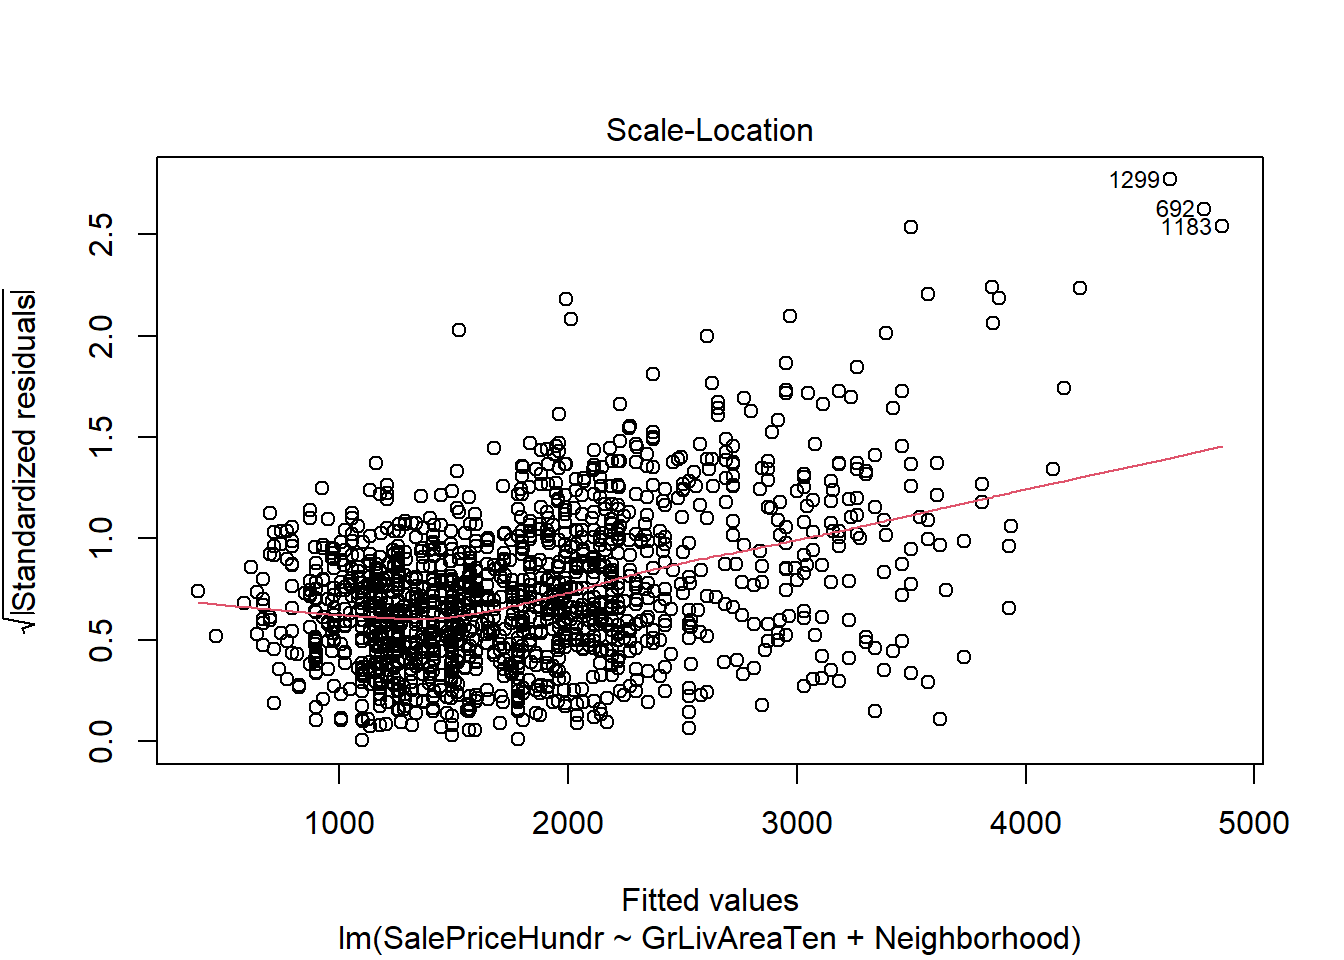 Scale-Location
1299
692
1183
√|Standardized residuals|
2.5
2.0
1.5
1.0
0.5
0.0
1000 2000 3000 4000 5000
Fitted values
lm(SalePriceHundr ~ GrLivAreaTen + Neighborhood)